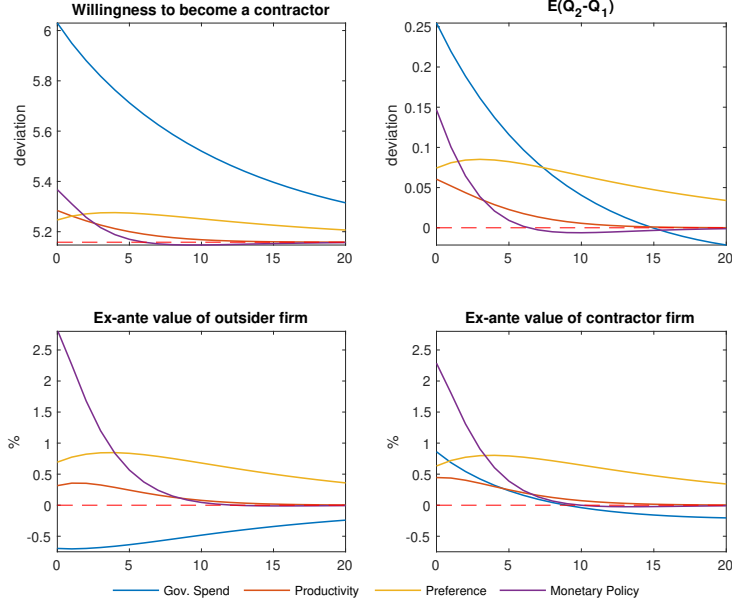 Willingness to become a contractor
deviation
6
5.8
5.6
5.4
5.2
0 5 10 15 20
E(Q₂-Q₁)
deviation
0.25
0.2
0.15
0.1
0.05
0
0 5 10 15 20
Ex-ante value of outsider firm
%
2.5
2
1.5
1
0.5
0
-0.5
0 5 10 15 20
Ex-ante value of contractor firm
%
2.5
2
1.5
1
0.5
0
-0.5
0 5 10 15 20
Gov. Spend Productivity Preference Monetary Policy